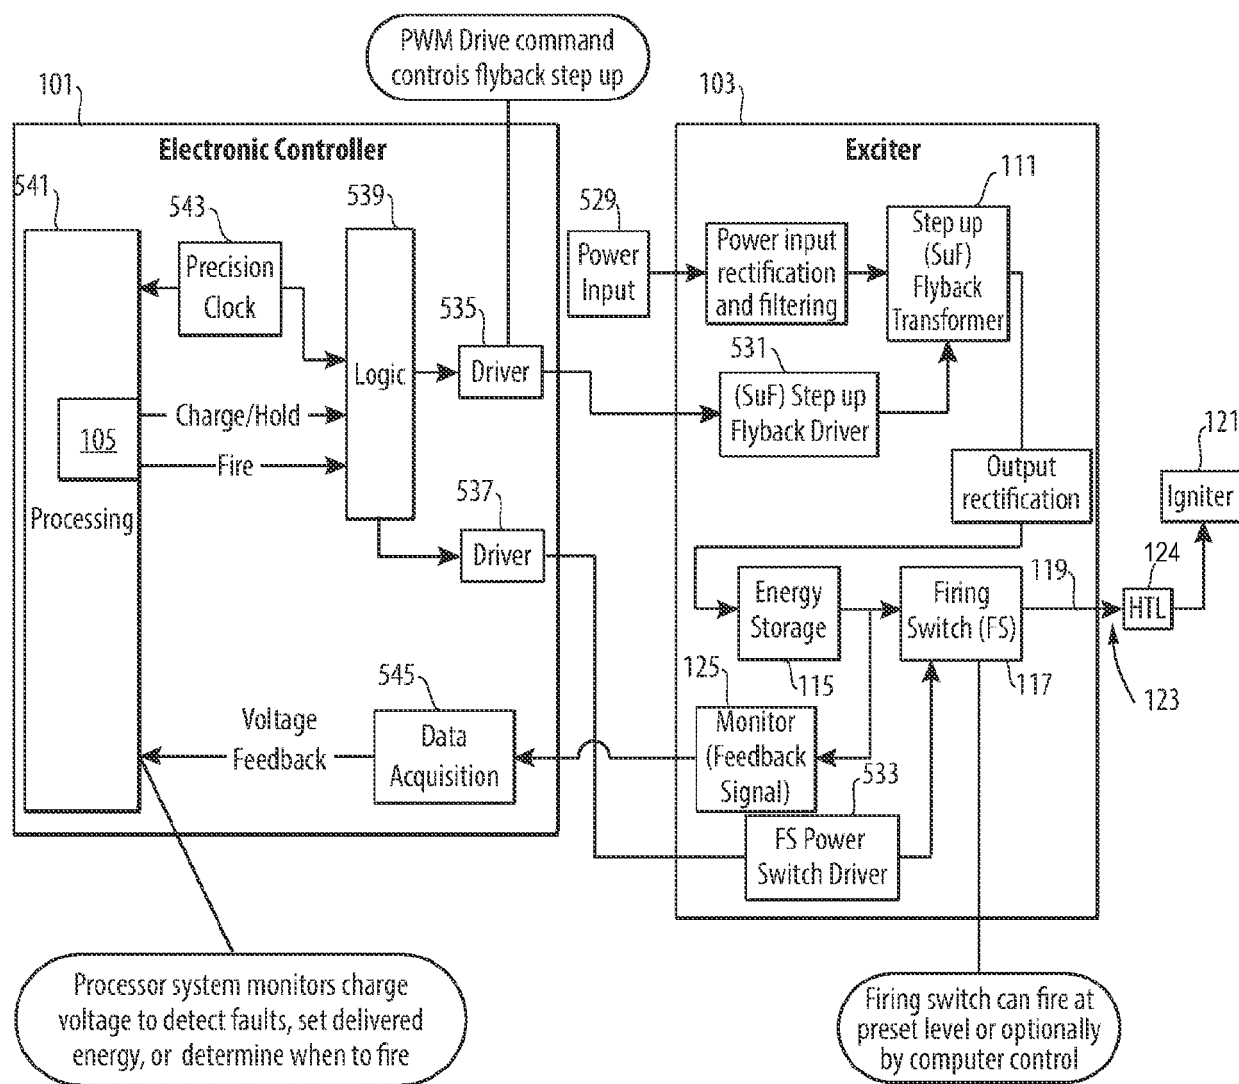 PWM Drive command
controls flyback step up
101
103
Electronic Controller
Exciter
541
543
539
529
111
Precision
Clock
Power
Input
Power input
rectification
and filtering
Step up
(SuF)
Flyback
Transformer
535
531
Logic
Driver
(SuF) Step up
Flyback Driver
105
Charge/Hold
Fire
121
Output
rectification
Igniter
Processing
537
Driver
119
124
Energy
Storage
Firing
Switch (FS)
HTL
545
125
115
117
123
Voltage
Feedback
Data
Acquisition
Monitor
(Feedback
Signal)
533
FS Power
Switch Driver
Processor system monitors charge
voltage to detect faults, set delivered
energy, or determine when to fire
Firing switch can fire at
preset level or optionally
by computer control